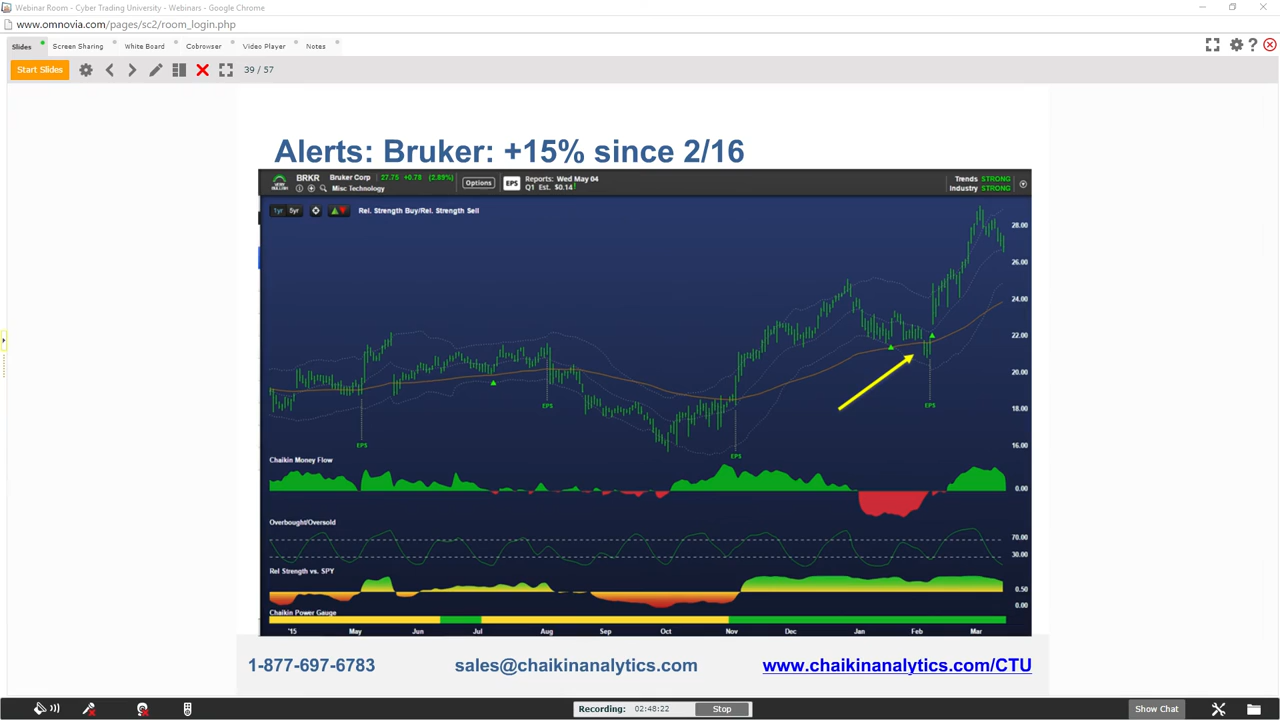 Webinar Room - Cyber Trading University - Webinars - Google Chrome
www.omnovia.com/pages/sc2/room_login.php
Slides Screen Sharing White Board Cobrowser Video Player Notes
Start Slides 39 / 57
Alerts: Bruker: +15% since 2/16
VERY BULLISH BRKR Bruker Corp 27.75 +0.78 (2.89%) Options EPS Reports: Wed May 04 Trends STRONG
Misc Technology Q1 Est. $0.14 Industry STRONG
1yr 5yr Rel. Strength Buy/Rel. Strength Sell
28.00
26.00
24.00
22.00
20.00
18.00
EPS EPS
EPS 16.00
EPS
Chaikin Money Flow
0.00
Overbought/Oversold
70.00
30.00
Rel Strength vs. SPY
0.50
0.00
Chaikin Power Gauge
'15 May Jun Jul Aug Sep Oct Nov Dec Jan Feb Mar
1-877-697-6783 sales@chaikinanalytics.com www.chaikinanalytics.com/CTU
Recording: 02:48:22 Stop Show Chat